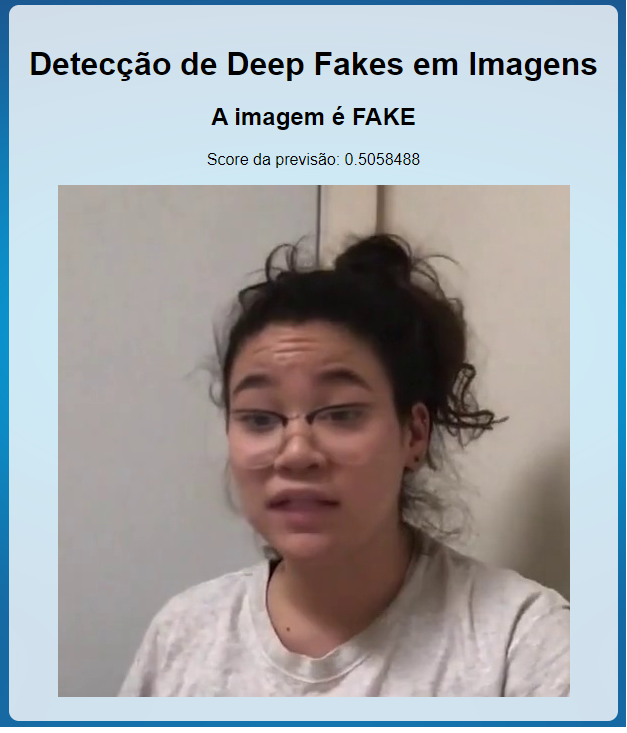 Detecção de Deep Fakes em Imagens
A imagem é FAKE
Score da previsão: 0.5058488